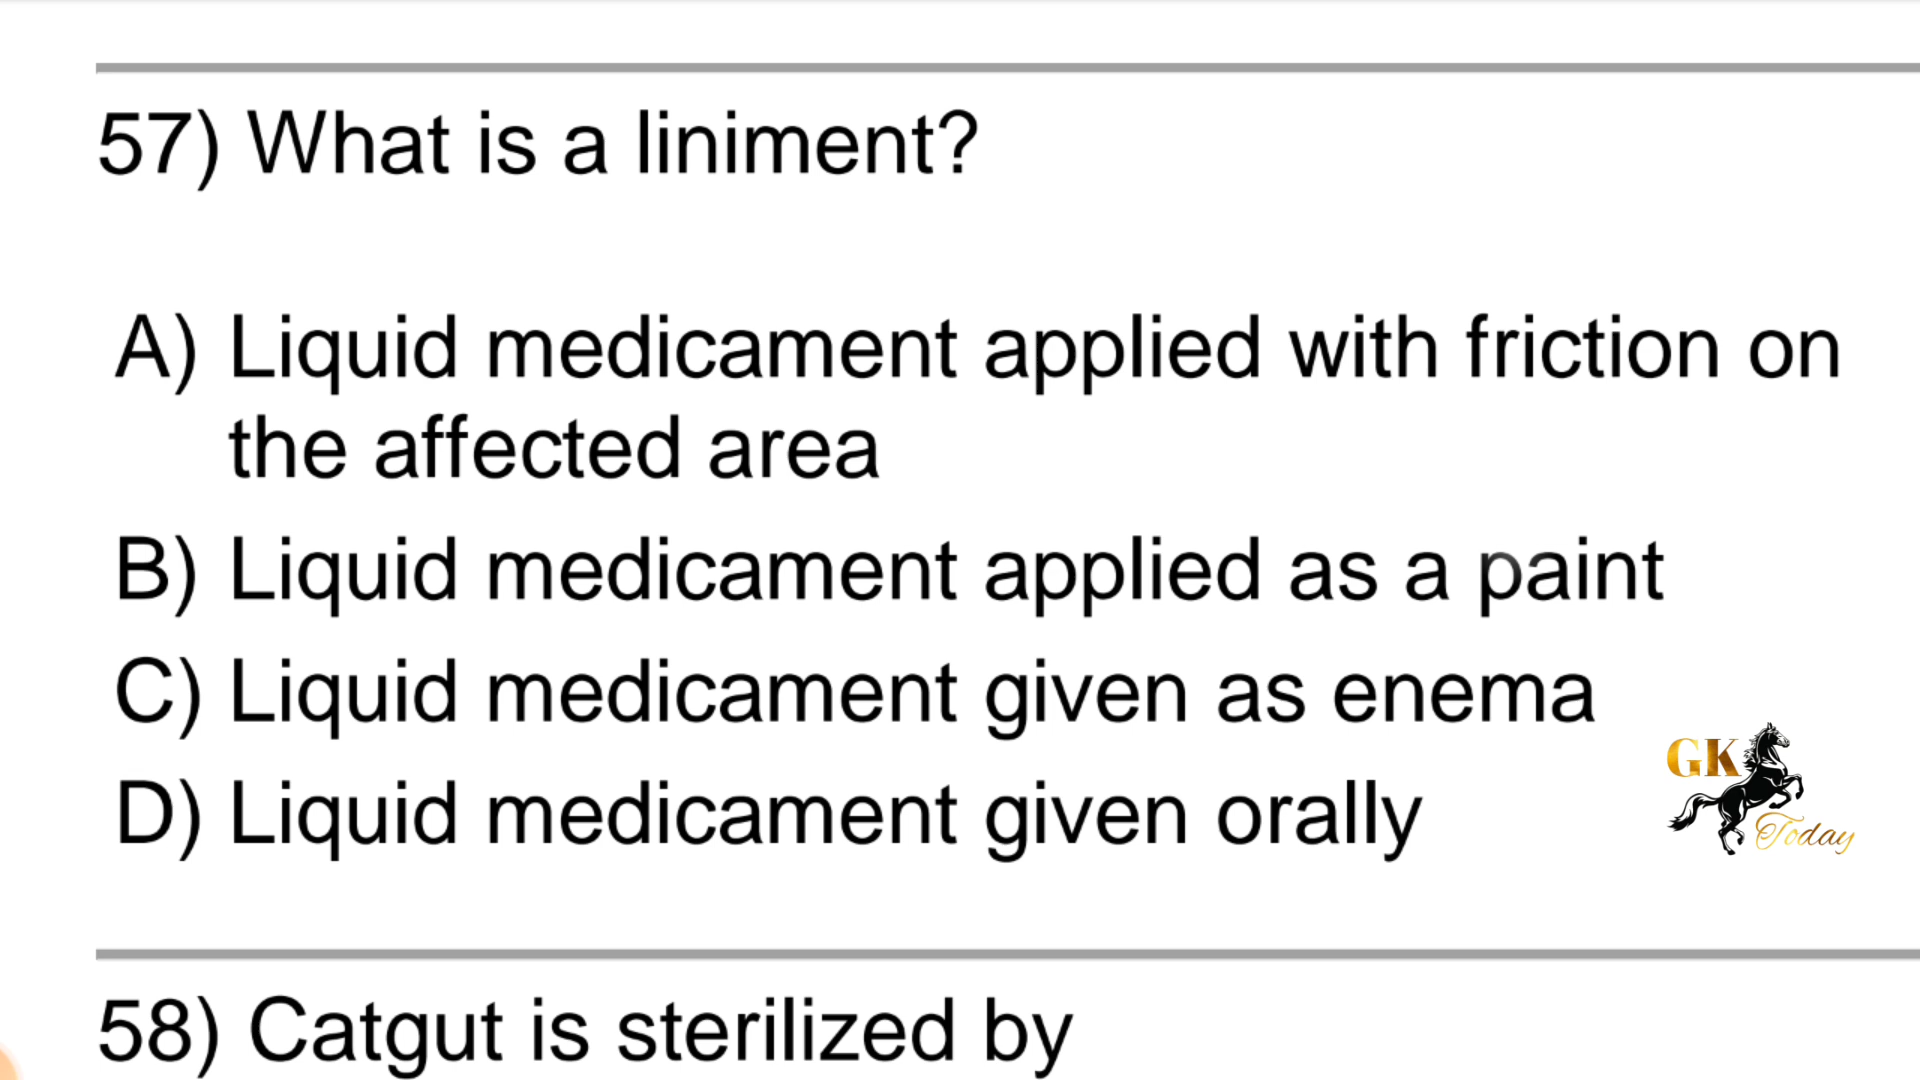 57) What is a liniment?
A) Liquid medicament applied with friction on
the affected area
B) Liquid medicament applied as a paint
C) Liquid medicament given as enema
D) Liquid medicament given orally
GK
Today
58) Catgut is sterilized by